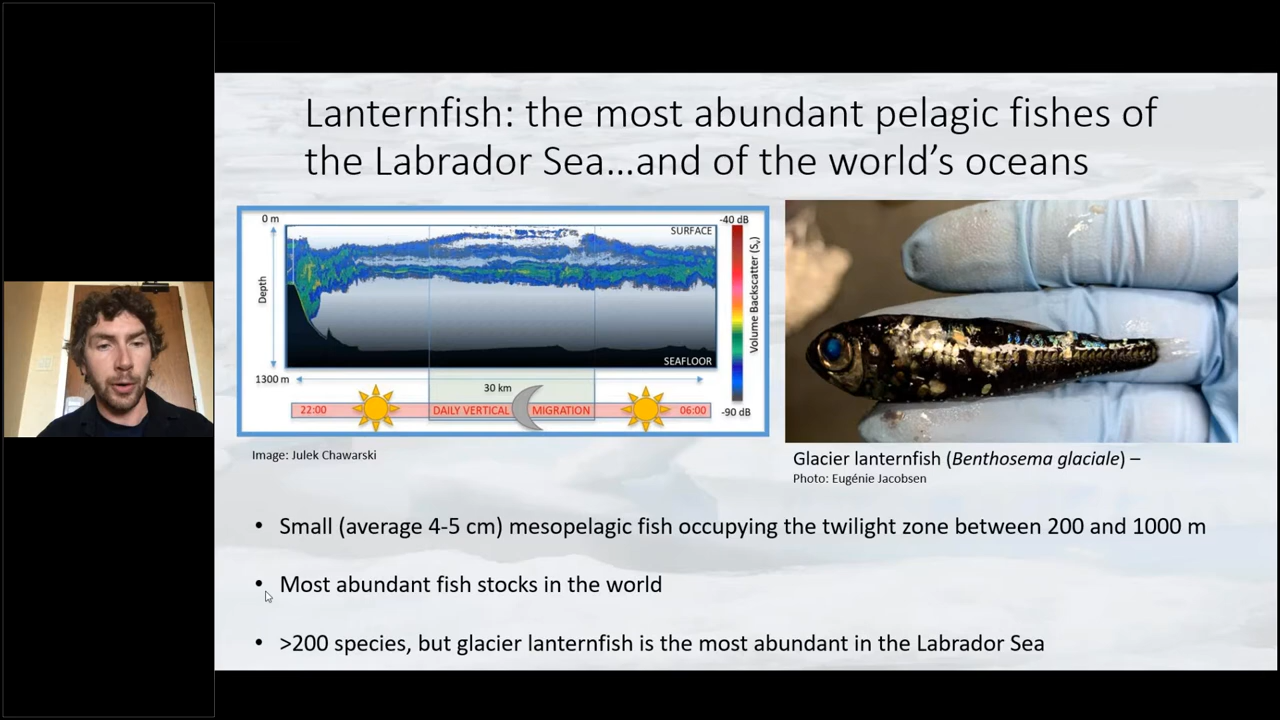 Lanternfish: the most abundant pelagic fishes of
the Labrador Sea...and of the world's oceans
0 m
SURFACE
-40 dB
Depth
Volume Backscatter (Sv)
SEAFLOOR
1300 m
30 km
22:00
DAILY VERTICAL MIGRATION
06:00
-90 dB
Image: Julek Chawarski
Glacier lanternfish (Benthosema glaciale) –
Photo: Eugénie Jacobsen
• Small (average 4-5 cm) mesopelagic fish occupying the twilight zone between 200 and 1000 m
• Most abundant fish stocks in the world
• >200 species, but glacier lanternfish is the most abundant in the Labrador Sea